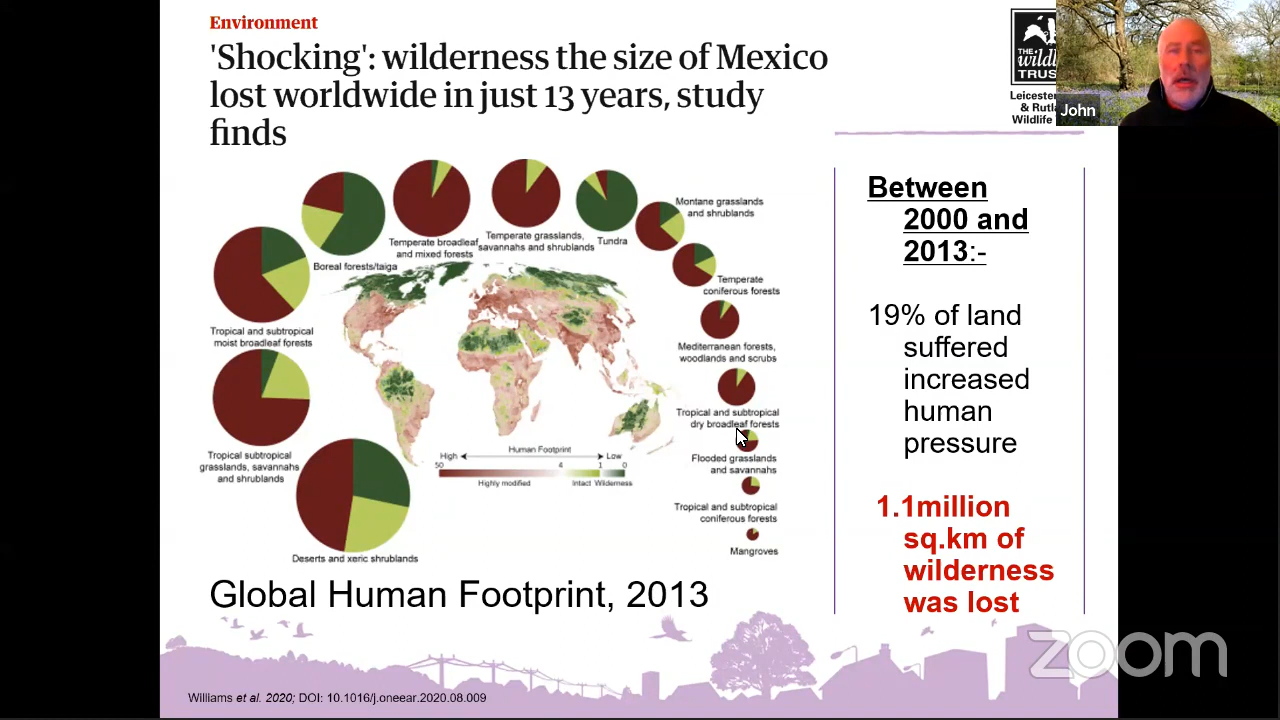 Environment
'Shocking': wilderness the size of Mexico
lost worldwide in just 13 years, study
finds
THE
wild
TRUS
Leicester
& Rutla
Wildlife
John
Between
2000 and
2013:-
19% of land
suffered
increased
human
pressure
1.1million
sq.km of
wilderness
was lost
Temperate broadleaf
and mixed forests
Temperate grasslands,
savannahs and shrublands
Tundra
Montane grasslands
and shrublands
Boreal forests/taiga
Temperate
coniferous forests
Tropical and subtropical
moist broadleaf forests
Mediterranean forests,
woodlands and scrubs
Tropical and subtropical
dry broadleaf forests
Tropical subtropical
grasslands, savannahs
and shrublands
Flooded grasslands
and savannahs
High Human Footprint Low
50 4 1 0
Highly modified Intact Wilderness
Tropical and subtropical
coniferous forests
Mangroves
Deserts and xeric shrublands
Global Human Footprint, 2013
zoom
Williams et al. 2020; DOI: 10.1016/j.oneear.2020.08.009